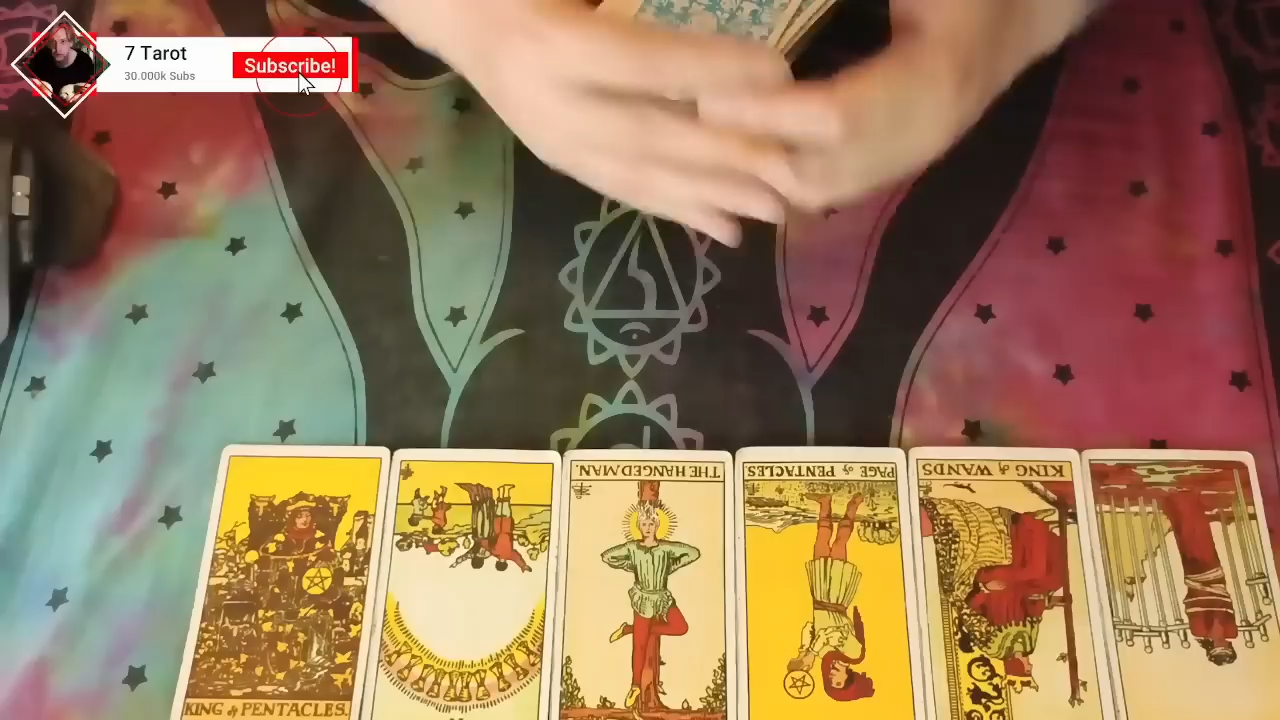 7 Tarot
30.000k Subs
Subscribe!
THE HANGED MAN.
PAGE of PENTACLES
KING of WANDS
KING of PENTACLES.